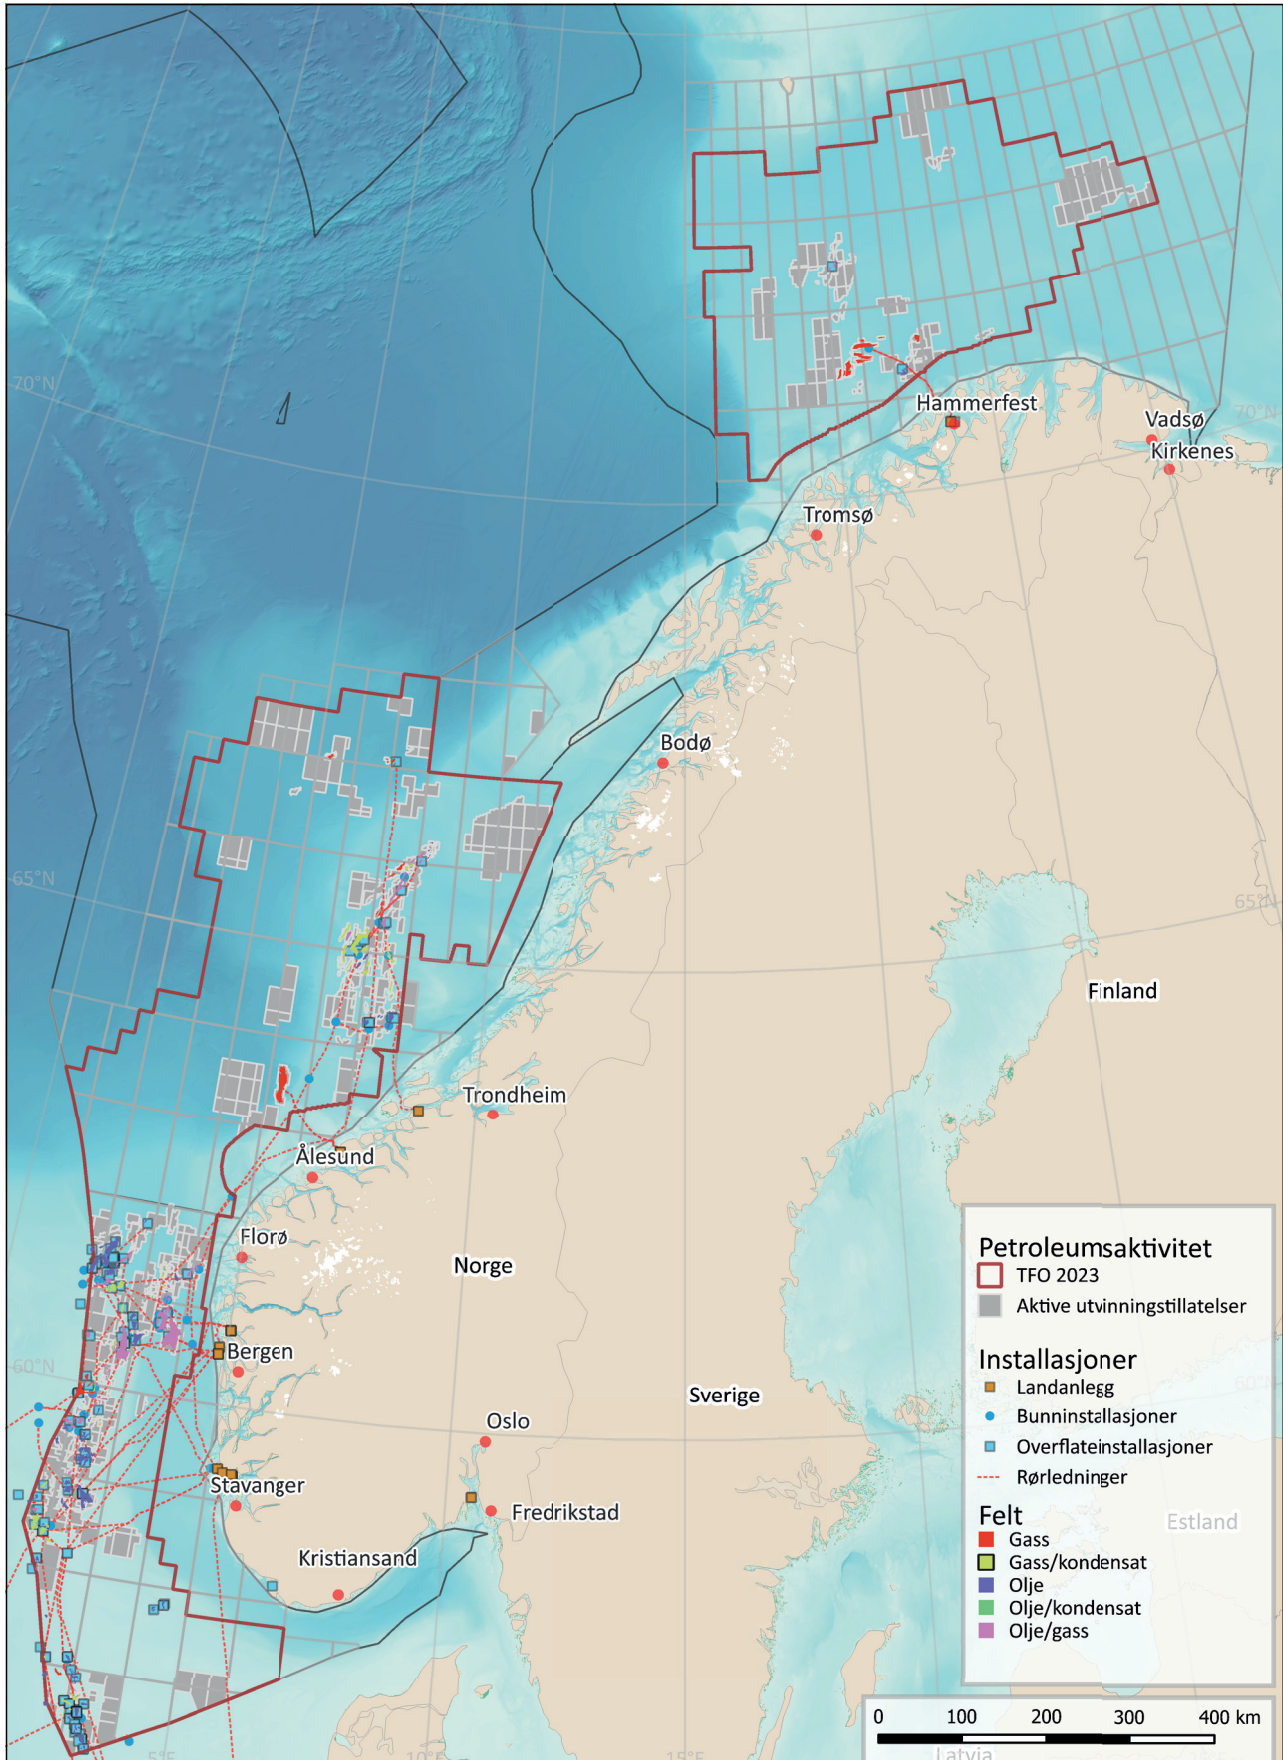 70°N
70°N
Hammerfest
Vadsø
Kirkenes
Tromsø
Bodø
65°N
65°N
Finland
Trondheim
Ålesund
Florø
Norge
Bergen
60°N
60°N
Sverige
Oslo
Stavanger
Fredrikstad
Kristiansand
Estland
Petroleumsaktivitet
TFO 2023
Aktive utvinningstillatelser
Installasjoner
Landanlegg
Bunninstallasjoner
Overflateinstallasjoner
Rørledninger
Felt
Gass
Gass/kondensat
Olje
Olje/kondensat
Olje/gass
0 100 200 300 400 km
5°E
10°E
15°E
Latvia